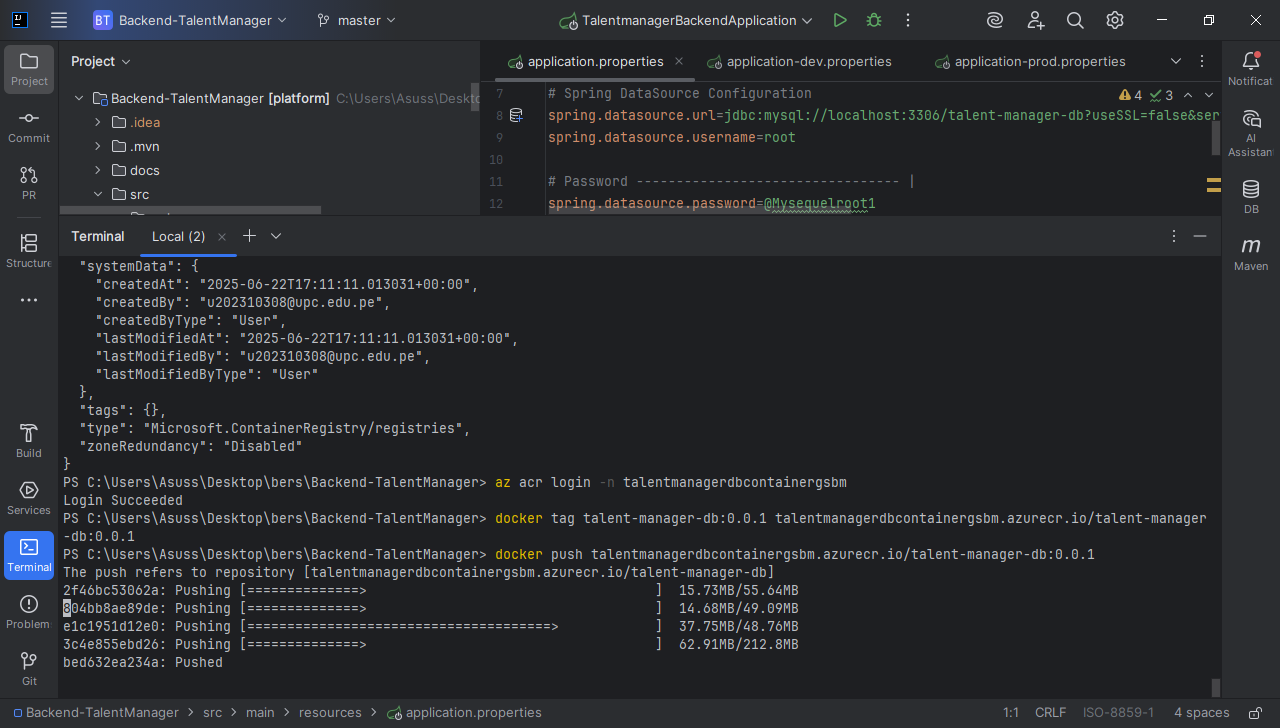 BT Backend-TalentManager master TalentmanagerBackendApplication
Project
Commit
PR
Structure
Build
Services
Terminal
Problem
Git
Project
Backend-TalentManager [platform] C:\Users\Asuss\Deskto
.idea
.mvn
docs
src
application.properties application-dev.properties application-prod.properties
4 3
7 # Spring DataSource Configuration
8 spring.datasource.url=jdbc:mysql://localhost:3306/talent-manager-db?useSSL=false&ser
9 spring.datasource.username=root
10
11 # Password --------------------------------- |
12 spring.datasource.password=@Mysequelroot1
Notificat
AI
Assistan
DB
m
Maven
Terminal Local (2)
"systemData": {
"createdAt": "2025-06-22T17:11:11.013031+00:00",
"createdBy": "u202310308@upc.edu.pe",
"createdByType": "User",
"lastModifiedAt": "2025-06-22T17:11:11.013031+00:00",
"lastModifiedBy": "u202310308@upc.edu.pe",
"lastModifiedByType": "User"
},
"tags": {},
"type": "Microsoft.ContainerRegistry/registries",
"zoneRedundancy": "Disabled"
}
PS C:\Users\Asuss\Desktop\bers\Backend-TalentManager> az acr login -n talentmanagerdbcontainergsbm
Login Succeeded
PS C:\Users\Asuss\Desktop\bers\Backend-TalentManager> docker tag talent-manager-db:0.0.1 talentmanagerdbcontainergsbm.azurecr.io/talent-manager
-db:0.0.1
PS C:\Users\Asuss\Desktop\bers\Backend-TalentManager> docker push talentmanagerdbcontainergsbm.azurecr.io/talent-manager-db:0.0.1
The push refers to repository [talentmanagerdbcontainergsbm.azurecr.io/talent-manager-db]
2f46bc53062a: Pushing [==============> ] 15.73MB/55.64MB
804bb8ae89de: Pushing [==============> ] 14.68MB/49.09MB
e1c1951d12e0: Pushing [======================================> ] 37.75MB/48.76MB
3c4e855ebd26: Pushing [==============> ] 62.91MB/212.8MB
bed632ea234a: Pushed
Backend-TalentManager > src > main > resources > application.properties 1:1 CRLF ISO-8859-1 4 spaces